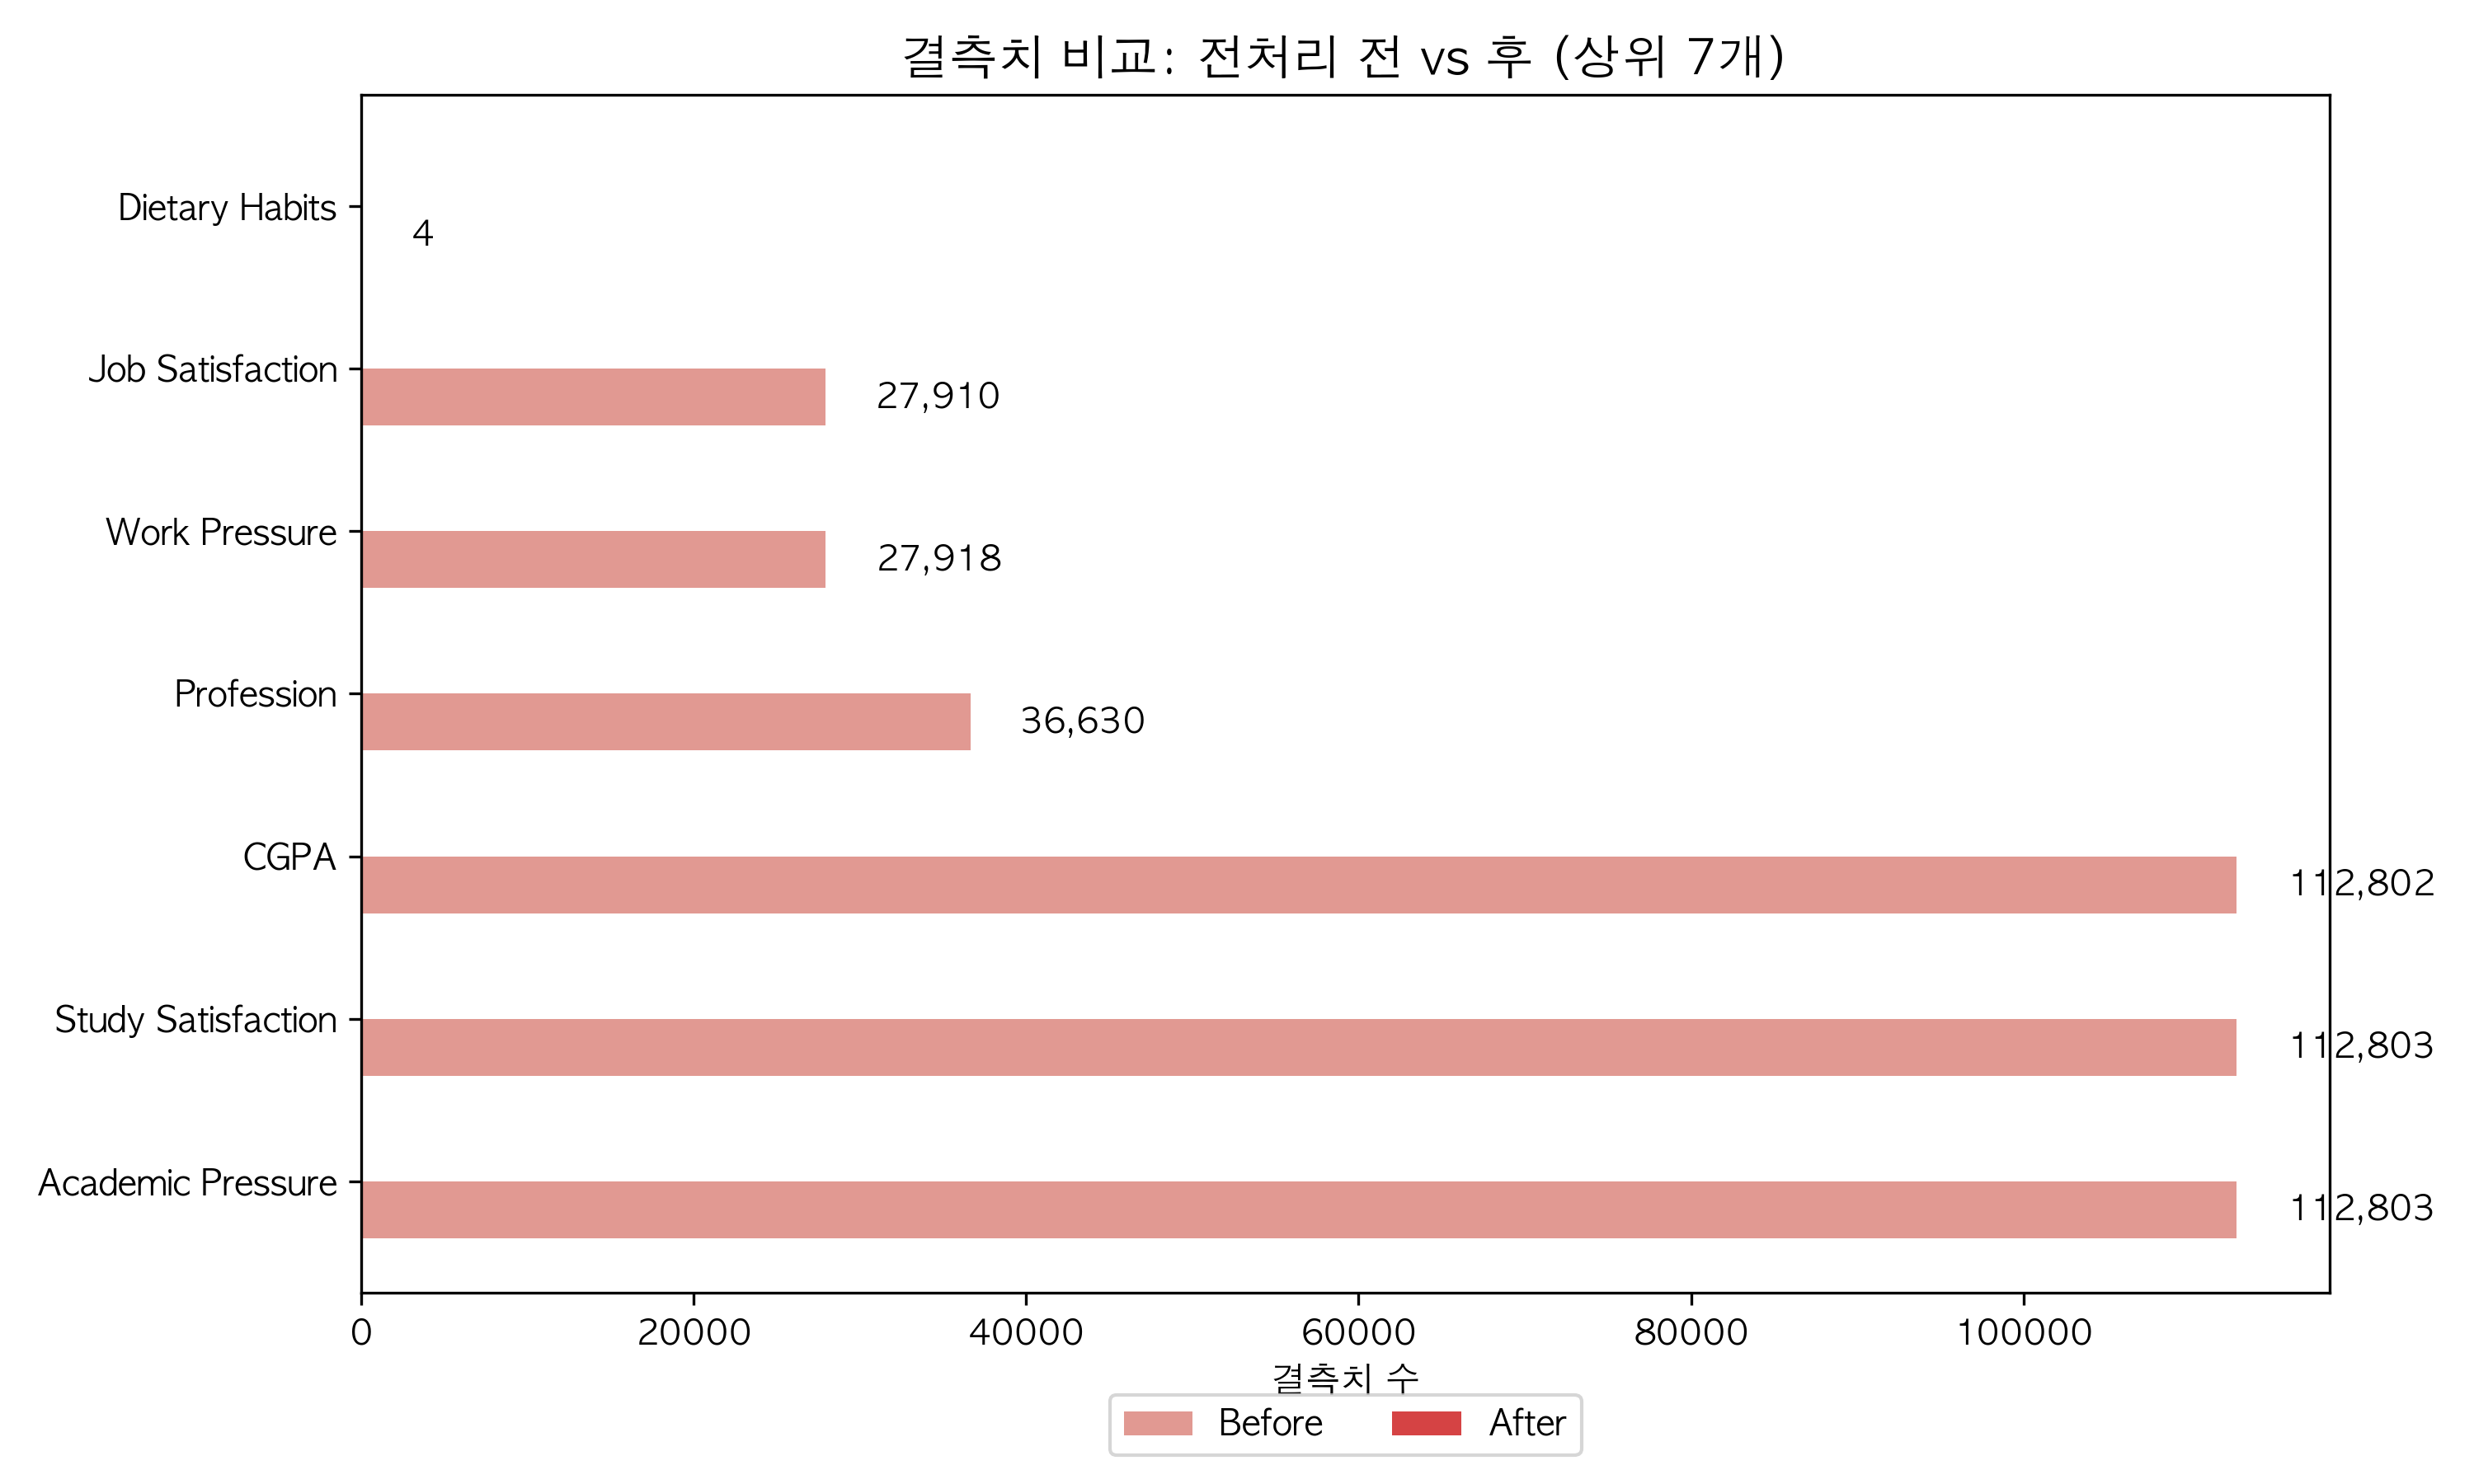 결측치 비교: 전처리 전 vs 후 (상위 7개)
Dietary Habits
4
Job Satisfaction
27,910
Work Pressure
27,918
Profession
36,630
CGPA
112,802
Study Satisfaction
112,803
Academic Pressure
112,803
0 20000 40000 60000 80000 100000
결측치 수
Before After